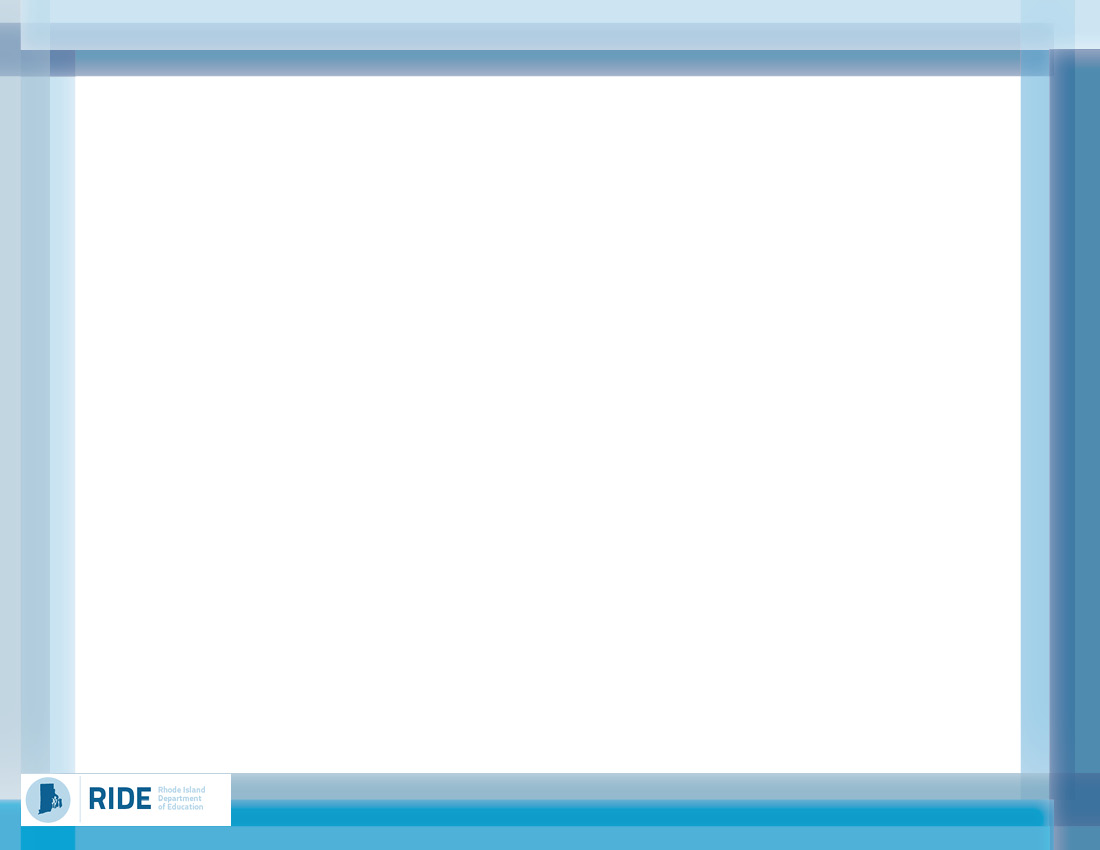 RIDE
Rhode Island
Department
of Education